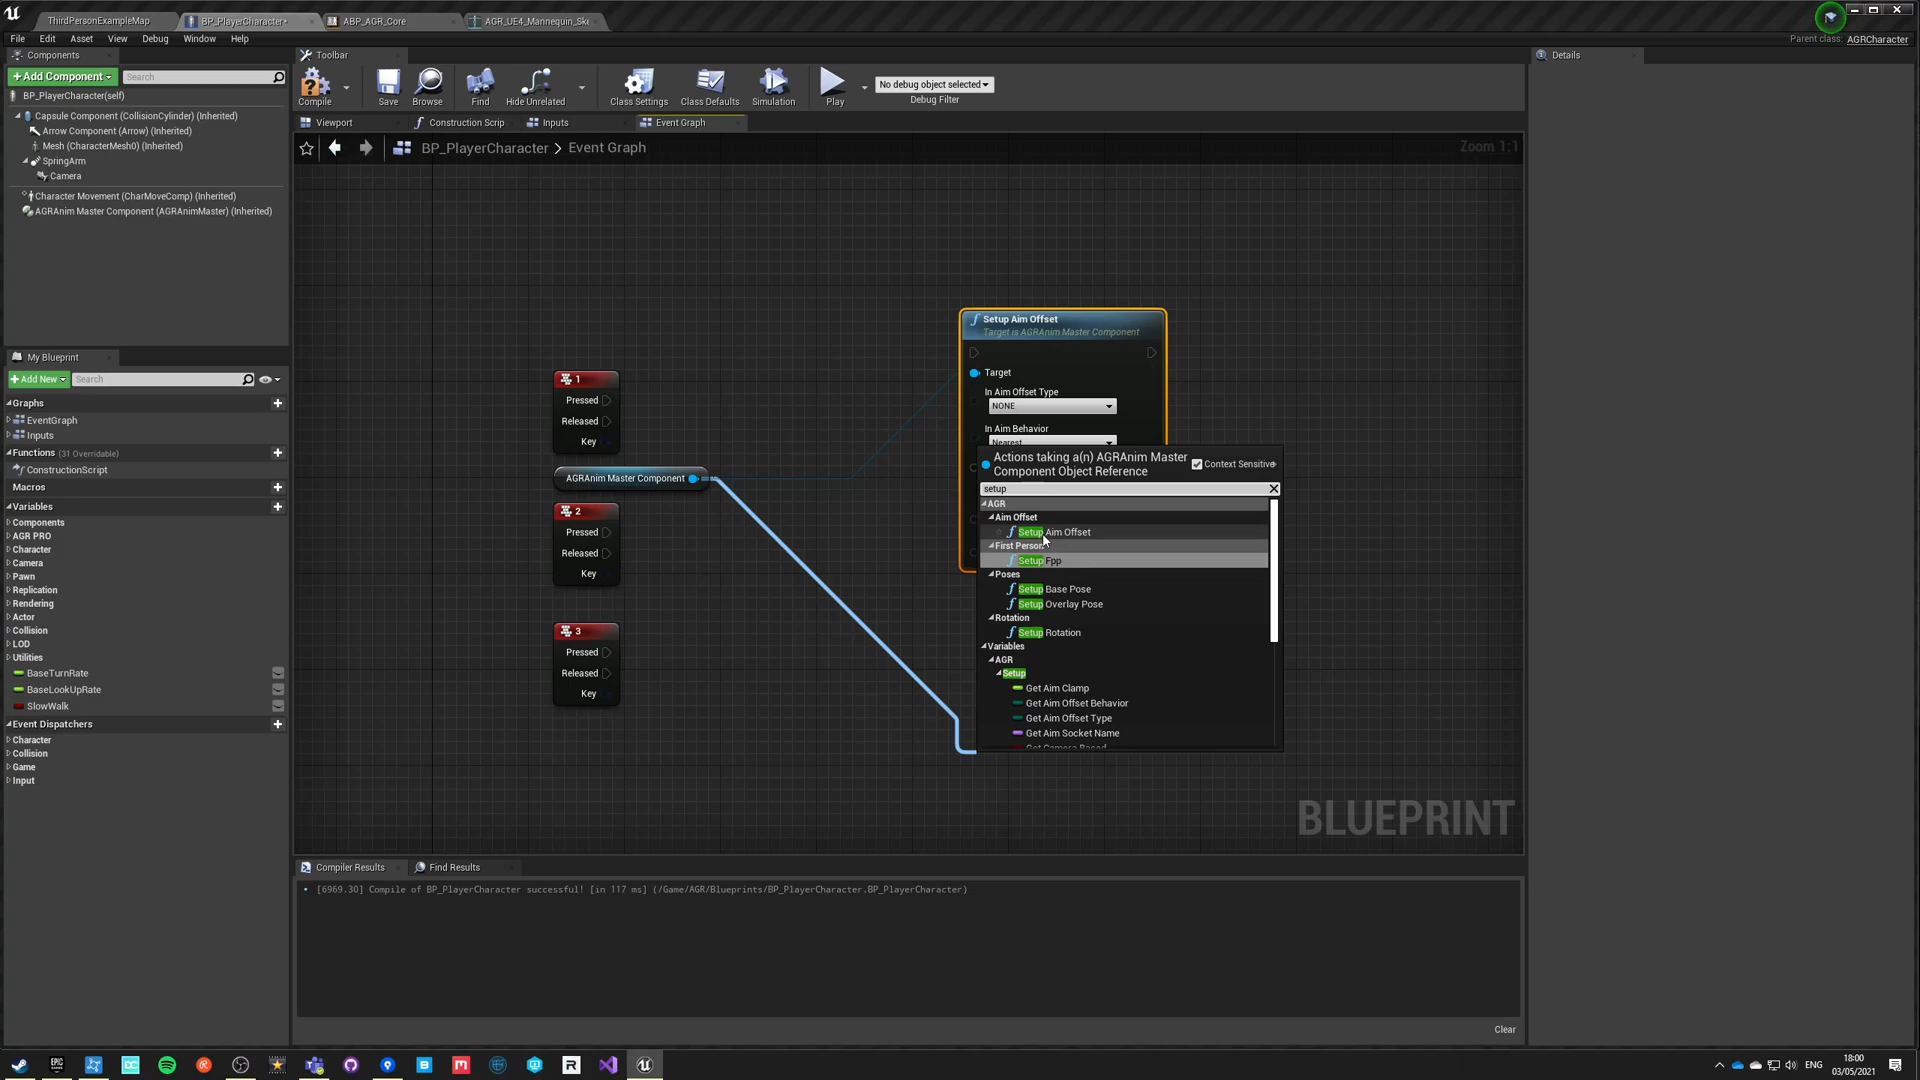 ThirdPersonExampleMap
BP_PlayerCharacter*
ABP_AGR_Core
AGR_UE4_Mannequin_Ske
File Edit Asset View Debug Window Help
Parent class: AGRCharacter
Components
+Add Component
Search
BP_PlayerCharacter(self)
Capsule Component (CollisionCylinder) (Inherited)
Arrow Component (Arrow) (Inherited)
Mesh (CharacterMesh0) (Inherited)
SpringArm
Camera
Character Movement (CharMoveComp) (Inherited)
AGRAnim Master Component (AGRAnimMaster) (Inherited)
My Blueprint
+Add New
Search
Graphs
EventGraph
Inputs
Functions (31 Overridable)
ConstructionScript
Macros
Variables
Components
AGR PRO
Character
Camera
Pawn
Replication
Rendering
Actor
Collision
LOD
Utilities
BaseTurnRate
BaseLookUpRate
SlowWalk
Event Dispatchers
Character
Collision
Game
Input
Toolbar
Compile
Save
Browse
Find
Hide Unrelated
Class Settings
Class Defaults
Simulation
Play
No debug object selected
Debug Filter
Viewport
Construction Scrip
Inputs
Event Graph
BP_PlayerCharacter > Event Graph
Zoom 1:1
1
Pressed
Released
Key
AGRAnim Master Component
2
Pressed
Released
Key
3
Pressed
Released
Key
Setup Aim Offset
Target is AGRAnim Master Component
Target
In Aim Offset Type
NONE
In Aim Behavior
Nearest
Actions taking a(n) AGRAnim Master
Component Object Reference
Context Sensitive
setup
AGR
Aim Offset
Setup Aim Offset
First Person
Setup Fpp
Poses
Setup Base Pose
Setup Overlay Pose
Rotation
Setup Rotation
Variables
AGR
Setup
Get Aim Clamp
Get Aim Offset Behavior
Get Aim Offset Type
Get Aim Socket Name
Get Camera Based
BLUEPRINT
Compiler Results
Find Results
[6969.30] Compile of BP_PlayerCharacter successful! [in 117 ms] (/Game/AGR/Blueprints/BP_PlayerCharacter.BP_PlayerCharacter)
Clear
Details
EPIC
DC
B
M
R
ENG
18:00
03/05/2021